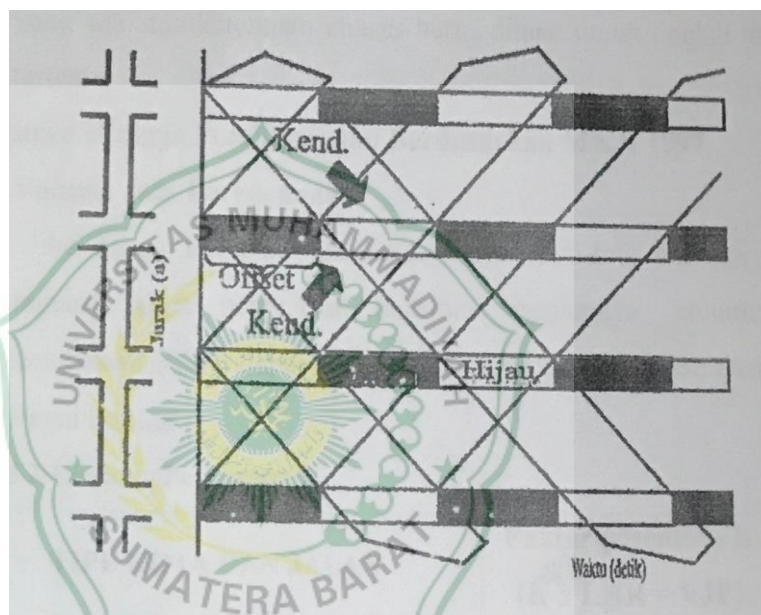 Kend.
UNIVERSITAS MUHAMMADIYAH
Jarak (a)
Offset
Kend.
Hijau
SUMATERA BARAT
Waktu (detik)